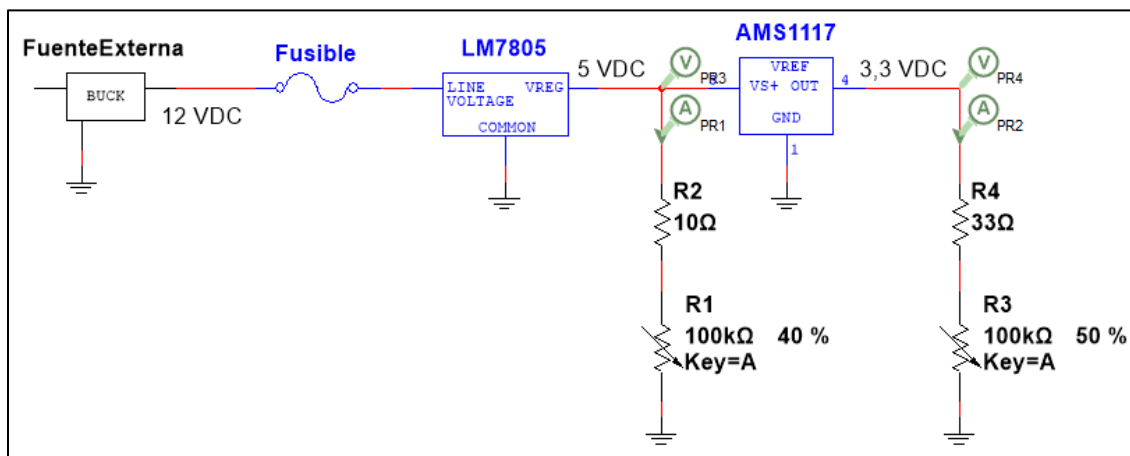 FuenteExterna
BUCK
12 VDC
Fusible
LM7805
LINE VREG
VOLTAGE
COMMON
5 VDC
V
PR3
A
PR1
AMS1117
VREF
VS+ OUT
GND
1
4
3,3 VDC
V
PR4
A
PR2
R2
10Ω
R4
33Ω
R1
100kΩ 40 %
Key=A
R3
100kΩ 50 %
Key=A